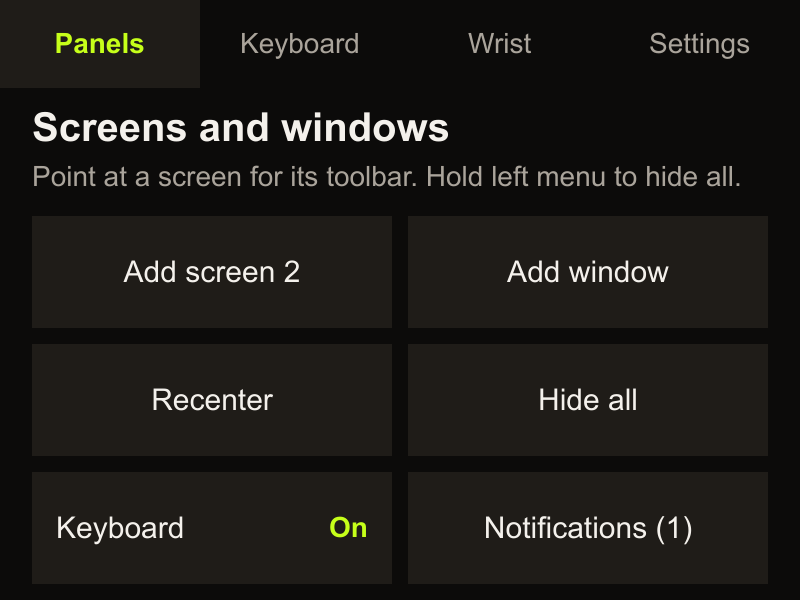 Panels Keyboard Wrist Settings
Screens and windows
Point at a screen for its toolbar. Hold left menu to hide all.
Add screen 2 Add window
Recenter Hide all
Keyboard On Notifications (1)